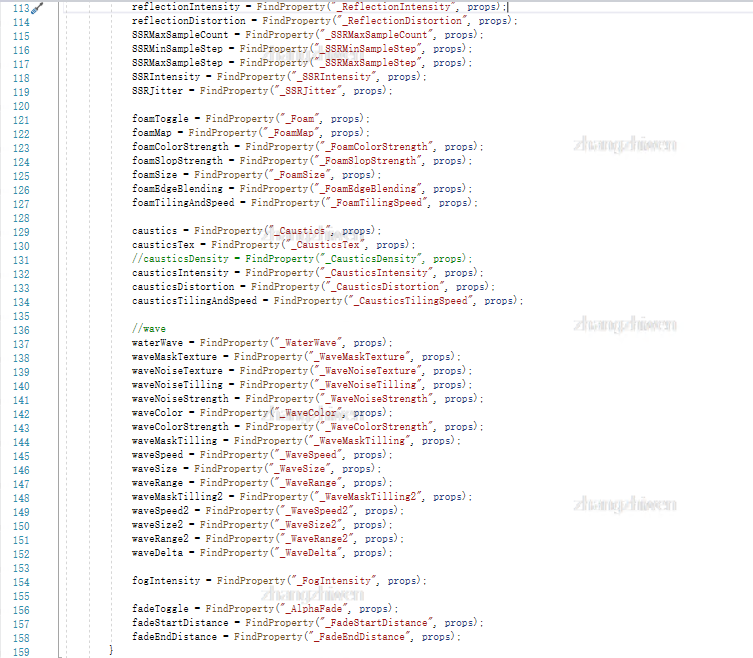 113 reflectionIntensity = FindProperty("_ReflectionIntensity", props);
114 reflectionDistortion = FindProperty("_ReflectionDistortion", props);
115 SSRMaxSampleCount = FindProperty("_SSRMaxSampleCount", props);
116 SSRMinSampleStep = FindProperty("_SSRMinSampleStep", props);
117 SSRMaxSampleStep = FindProperty("_SSRMaxSampleStep", props);
118 SSRIntensity = FindProperty("_SSRIntensity", props);
119 SSRJitter = FindProperty("_SSRJitter", props);
120
121 foamToggle = FindProperty("_Foam", props);
122 foamMap = FindProperty("_FoamMap", props);
123 foamColorStrength = FindProperty("_FoamColorStrength", props);
124 foamSlopStrength = FindProperty("_FoamSlopStrength", props);
125 foamSize = FindProperty("_FoamSize", props);
126 foamEdgeBlending = FindProperty("_FoamEdgeBlending", props);
127 foamTilingAndSpeed = FindProperty("_FoamTilingSpeed", props);
128
129 caustics = FindProperty("_Caustics", props);
130 causticsTex = FindProperty("_CausticsTex", props);
131 //causticsDensity = FindProperty("_CausticDensity", props);
132 causticsIntensity = FindProperty("_CausticsIntensity", props);
133 causticsDistortion = FindProperty("_CausticDistortion", props);
134 causticsTilingAndSpeed = FindProperty("_CausticTilingSpeed", props);
135
136 //wave
137 waterWave = FindProperty("_WaterWave", props);
138 waveMaskTexture = FindProperty("_WaveMaskTexture", props);
139 waveNoiseTexture = FindProperty("_WaveNoiseTexture", props);
140 waveNoiseTilling = FindProperty("_WaveNoiseTilling", props);
141 waveNoiseStrength = FindProperty("_WaveNoiseStrength", props);
142 waveColor = FindProperty("_WaveColor", props);
143 waveColorStrength = FindProperty("_WaveColorStrength", props);
144 waveMaskTilling = FindProperty("_WaveMaskTilling", props);
145 waveSpeed = FindProperty("_WaveSpeed", props);
146 waveSize = FindProperty("_WaveSize", props);
147 waveRange = FindProperty("_WaveRange", props);
148 waveMaskTilling2 = FindProperty("_WaveMaskTilling2", props);
149 waveSpeed2 = FindProperty("_WaveSpeed2", props);
150 waveSize2 = FindProperty("_WaveSize2", props);
151 waveRange2 = FindProperty("_WaveRange2", props);
152 waveDelta = FindProperty("_WaveDelta", props);
153
154 fogIntensity = FindProperty("_FogIntensity", props);
155
156 fadeToggle = FindProperty("_AlphaFade", props);
157 fadeStartDistance = FindProperty("_FadeStartDistance", props);
158 fadeEndDistance = FindProperty("_FadeEndDistance", props);
159 }
zhangzhiwen
zhangzhiwen
zhangzhiwen
zhangzhiwen
zhangzhiwen
zhangzhiwen
zhangzhiwen